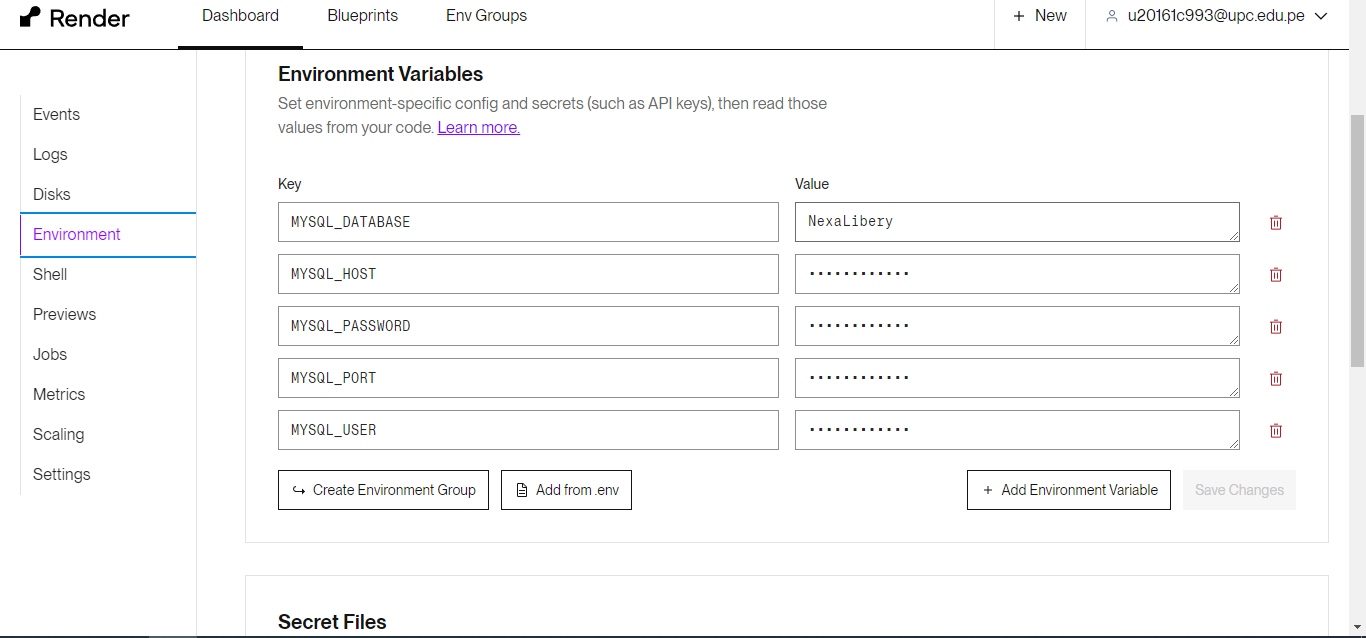 Render
Dashboard
Blueprints
Env Groups
+ New
u20161c993@upc.edu.pe
Events
Logs
Disks
Environment
Shell
Previews
Jobs
Metrics
Scaling
Settings
Environment Variables
Set environment-specific config and secrets (such as API keys), then read those
values from your code. Learn more.
Key Value
MYSQL_DATABASE NexaLibery
MYSQL_HOST ············
MYSQL_PASSWORD ············
MYSQL_PORT ············
MYSQL_USER ············
Create Environment Group
Add from .env
+ Add Environment Variable
Save Changes
Secret Files